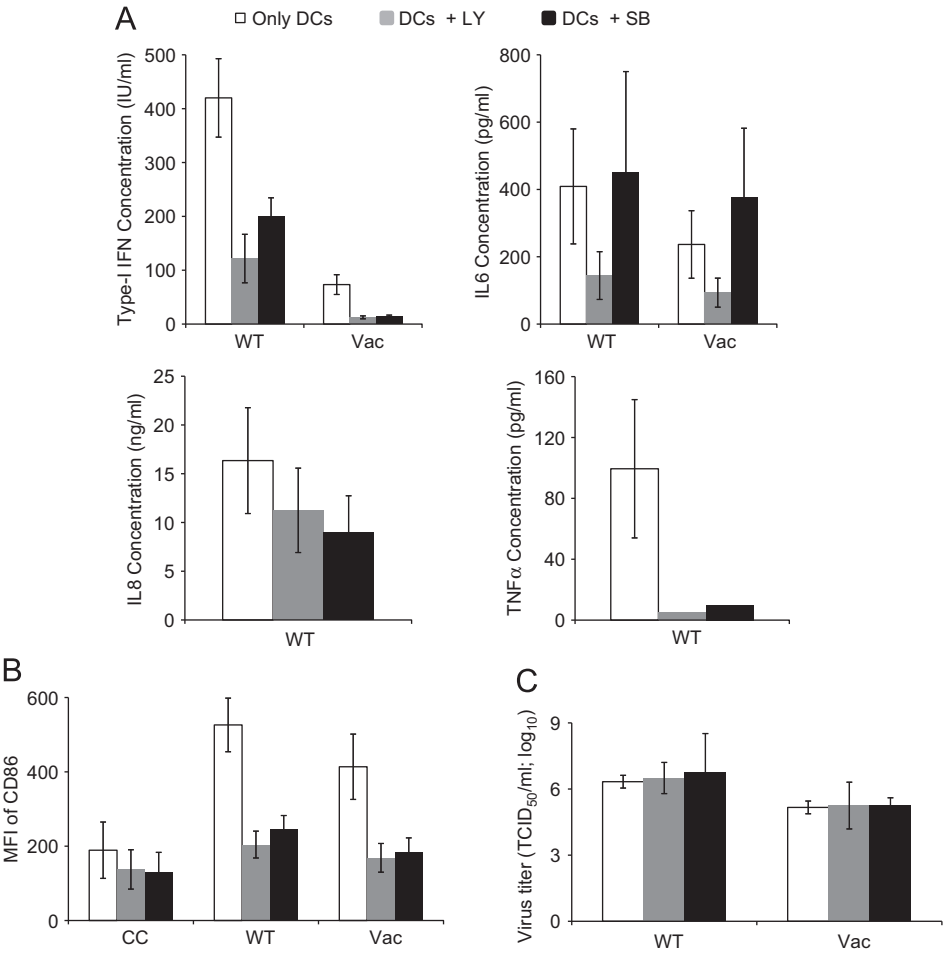 A
Only DCs DCs + LY DCs + SB
Type-I IFN Concentration (IU/ml)
500
400
300
200
100
0
WT Vac
IL6 Concentration (pg/ml)
800
600
400
200
0
WT Vac
IL8 Concentration (ng/ml)
25
20
15
10
5
0
WT
TNFα Concentration (pg/ml)
160
120
80
40
0
WT
B
MFI of CD86
600
400
200
0
CC WT Vac
C
Virus titer (TCID50/ml; log10)
9
6
3
0
WT Vac